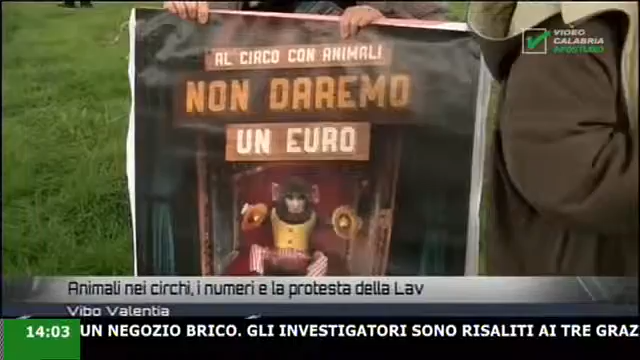 VIDEO
CALABRIA
AFOSTUDIO
AL CIRCO CON ANIMALI
NON DAREMO
UN EURO
Animali nei circhi, i numeri e la protesta della Lav
Vibo Valentia
14:03 UN NEGOZIO BRICO. GLI INVESTIGATORI SONO RISALITI AI TRE GRAZ